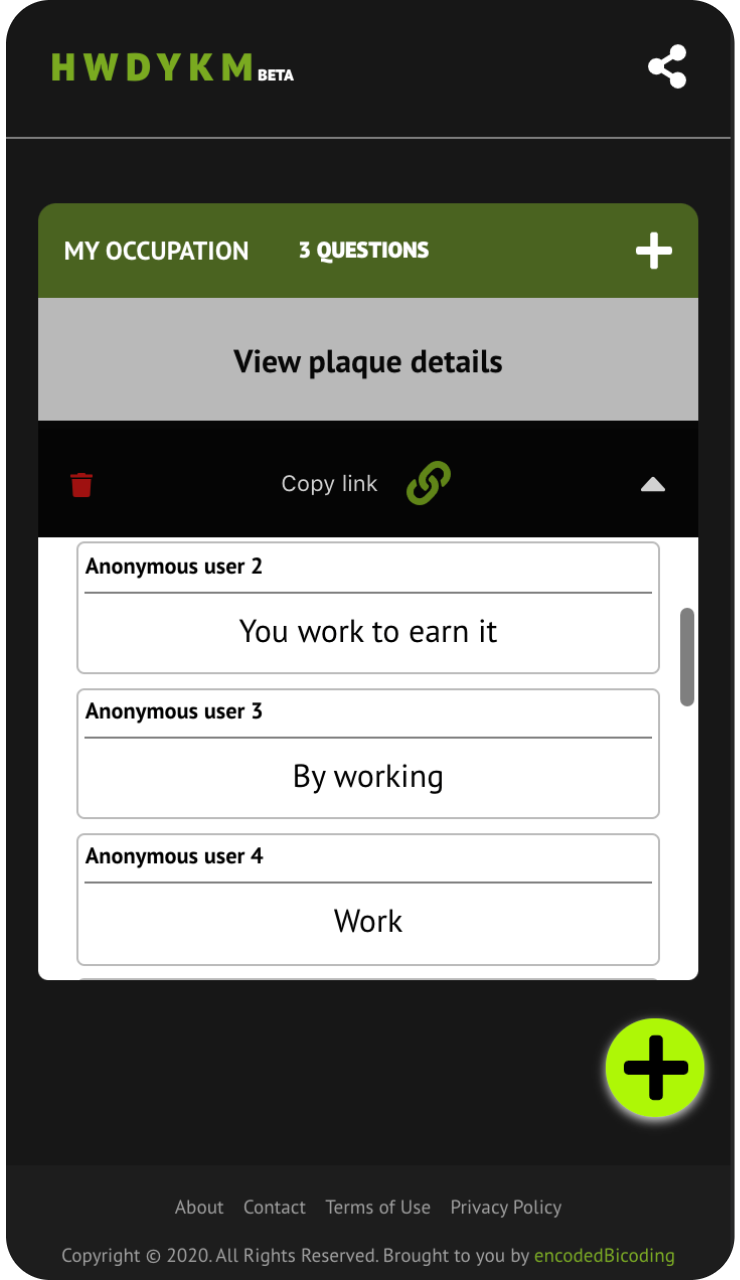 HWDYKM BETA
MY OCCUPATION 3 QUESTIONS
View plaque details
Copy link
Anonymous user 2
You work to earn it
Anonymous user 3
By working
Anonymous user 4
Work
About Contact Terms of Use Privacy Policy
Copyright © 2020. All Rights Reserved. Brought to you by encodedBicoding